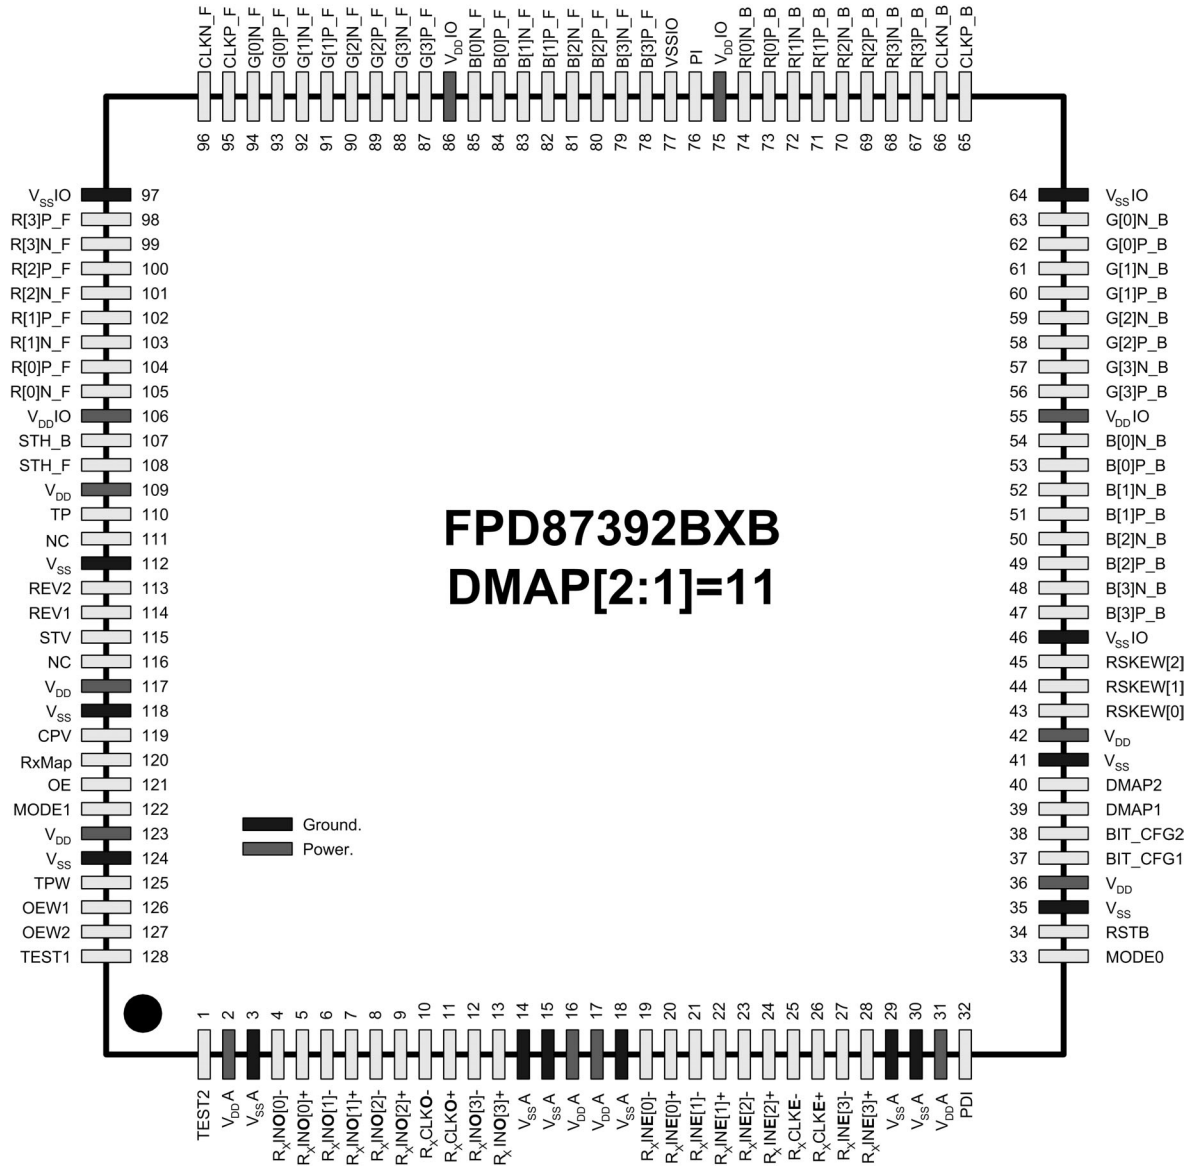 CLKN_F CLKP_F G[0]N_F G[0]P_F G[1]N_F G[1]P_F G[2]N_F G[2]P_F G[3]N_F G[3]P_F VDDIO B[0]N_F B[0]P_F B[1]N_F B[1]P_F B[2]N_F B[2]P_F B[3]N_F B[3]P_F VSSIO PI VDDIO R[0]N_B R[0]P_B R[1]N_B R[1]P_B R[2]N_B R[2]P_B R[3]N_B R[3]P_B CLKN_B CLKP_B
96 95 94 93 92 91 90 89 88 87 86 85 84 83 82 81 80 79 78 77 76 75 74 73 72 71 70 69 68 67 66 65
VSSIO 97
R[3]P_F 98
R[3]N_F 99
R[2]P_F 100
R[2]N_F 101
R[1]P_F 102
R[1]N_F 103
R[0]P_F 104
R[0]N_F 105
VDDIO 106
STH_B 107
STH_F 108
VDD 109
TP 110
NC 111
VSS 112
REV2 113
REV1 114
STV 115
NC 116
VDD 117
VSS 118
CPV 119
RxMap 120
OE 121
MODE1 122
VDD 123
VSS 124
TPW 125
OEW1 126
OEW2 127
TEST1 128
FPD87392BXB
DMAP[2:1]=11
Ground.
Power.
64 VSSIO
63 G[0]N_B
62 G[0]P_B
61 G[1]N_B
60 G[1]P_B
59 G[2]N_B
58 G[2]P_B
57 G[3]N_B
56 G[3]P_B
55 VDDIO
54 B[0]N_B
53 B[0]P_B
52 B[1]N_B
51 B[1]P_B
50 B[2]N_B
49 B[2]P_B
48 B[3]N_B
47 B[3]P_B
46 VSSIO
45 RSKEW[2]
44 RSKEW[1]
43 RSKEW[0]
42 VDD
41 VSS
40 DMAP2
39 DMAP1
38 BIT_CFG2
37 BIT_CFG1
36 VDD
35 VSS
34 RSTB
33 MODE0
1 2 3 4 5 6 7 8 9 10 11 12 13 14 15 16 17 18 19 20 21 22 23 24 25 26 27 28 29 30 31 32
TEST2 VDDA VSSA RXINO[0]- RXINO[0]+ RXINO[1]- RXINO[1]+ RXINO[2]- RXINO[2]+ RXCLKO- RXCLKO+ RXINO[3]- RXINO[3]+ VSSA VSSA VDDA VDDA VSSA RXINE[0]- RXINE[0]+ RXINE[1]- RXINE[1]+ RXINE[2]- RXINE[2]+ RXCLKE- RXCLKE+ RXINE[3]- RXINE[3]+ VSSA VSSA VDDA PDI